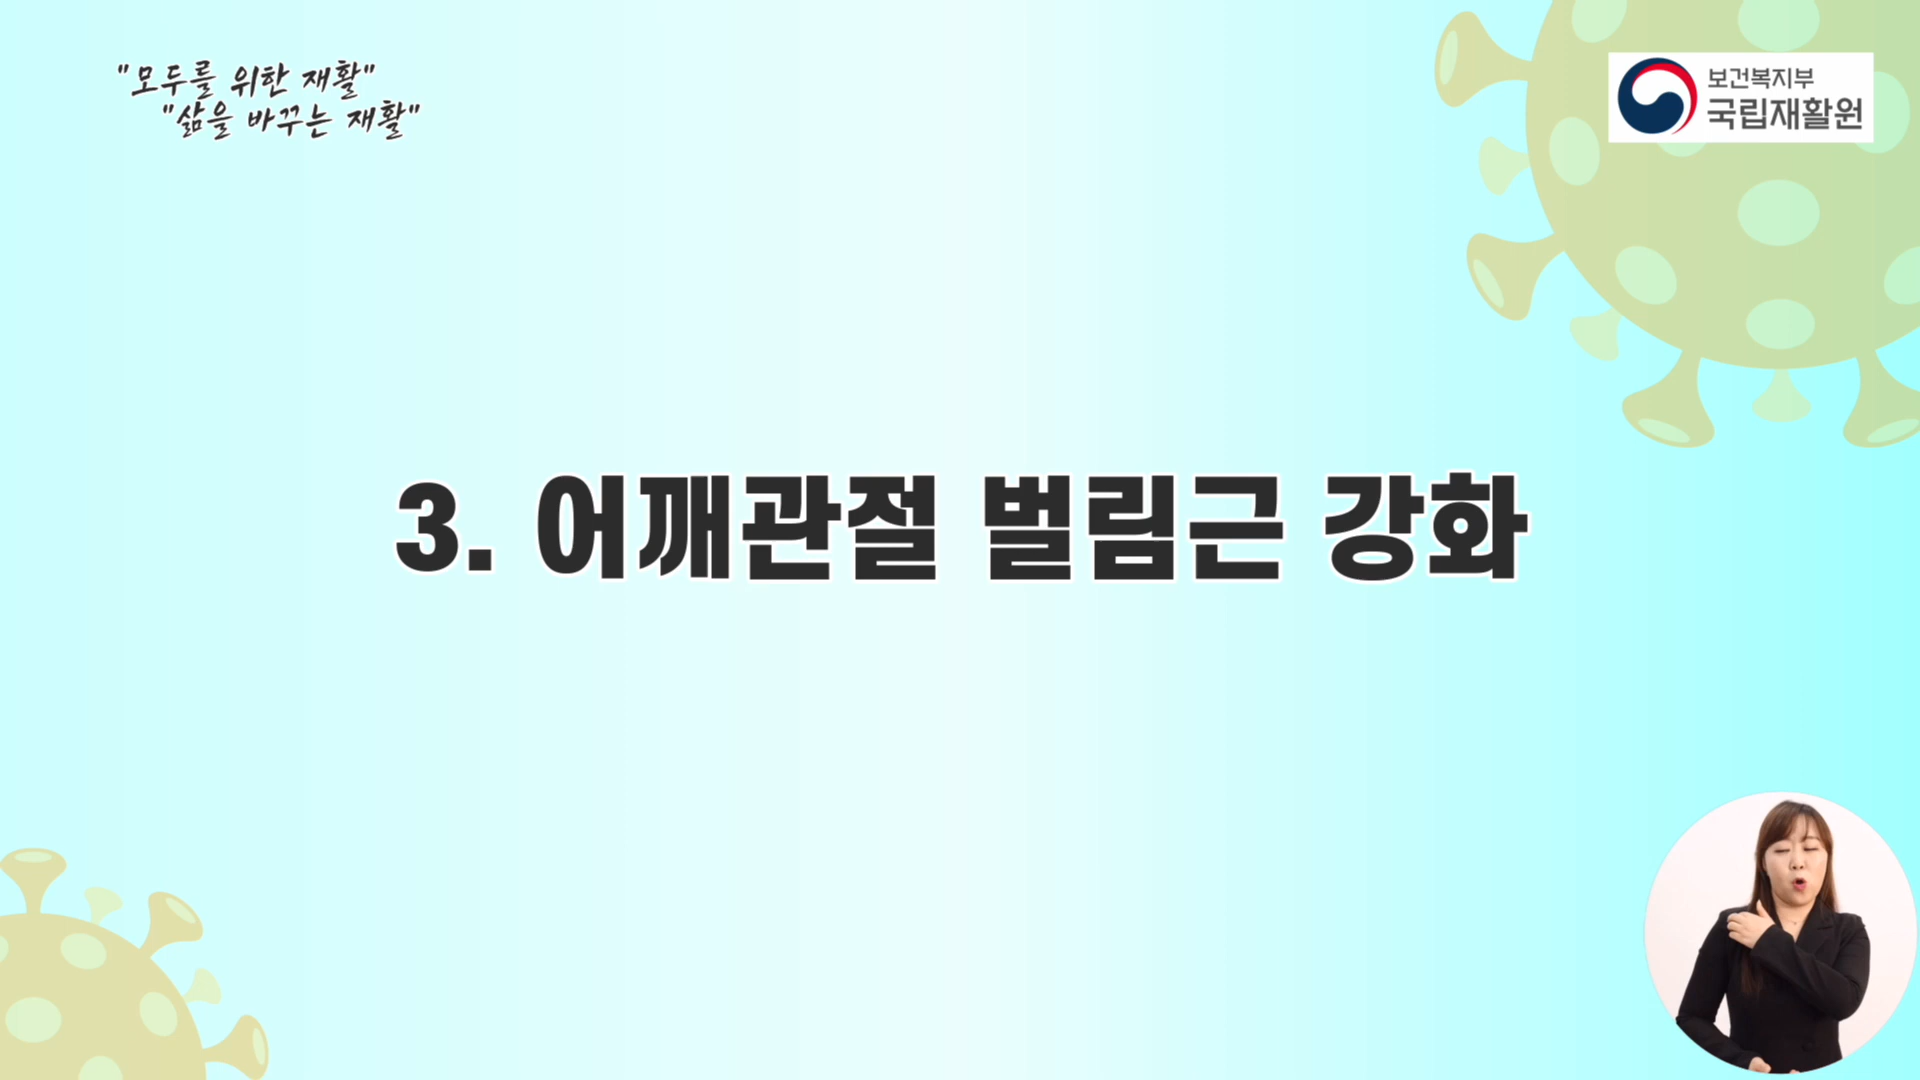 "모두를 위한 재활"
"삶을 바꾸는 재활"
보건복지부
국립재활원
3. 어깨관절 벌림근 강화